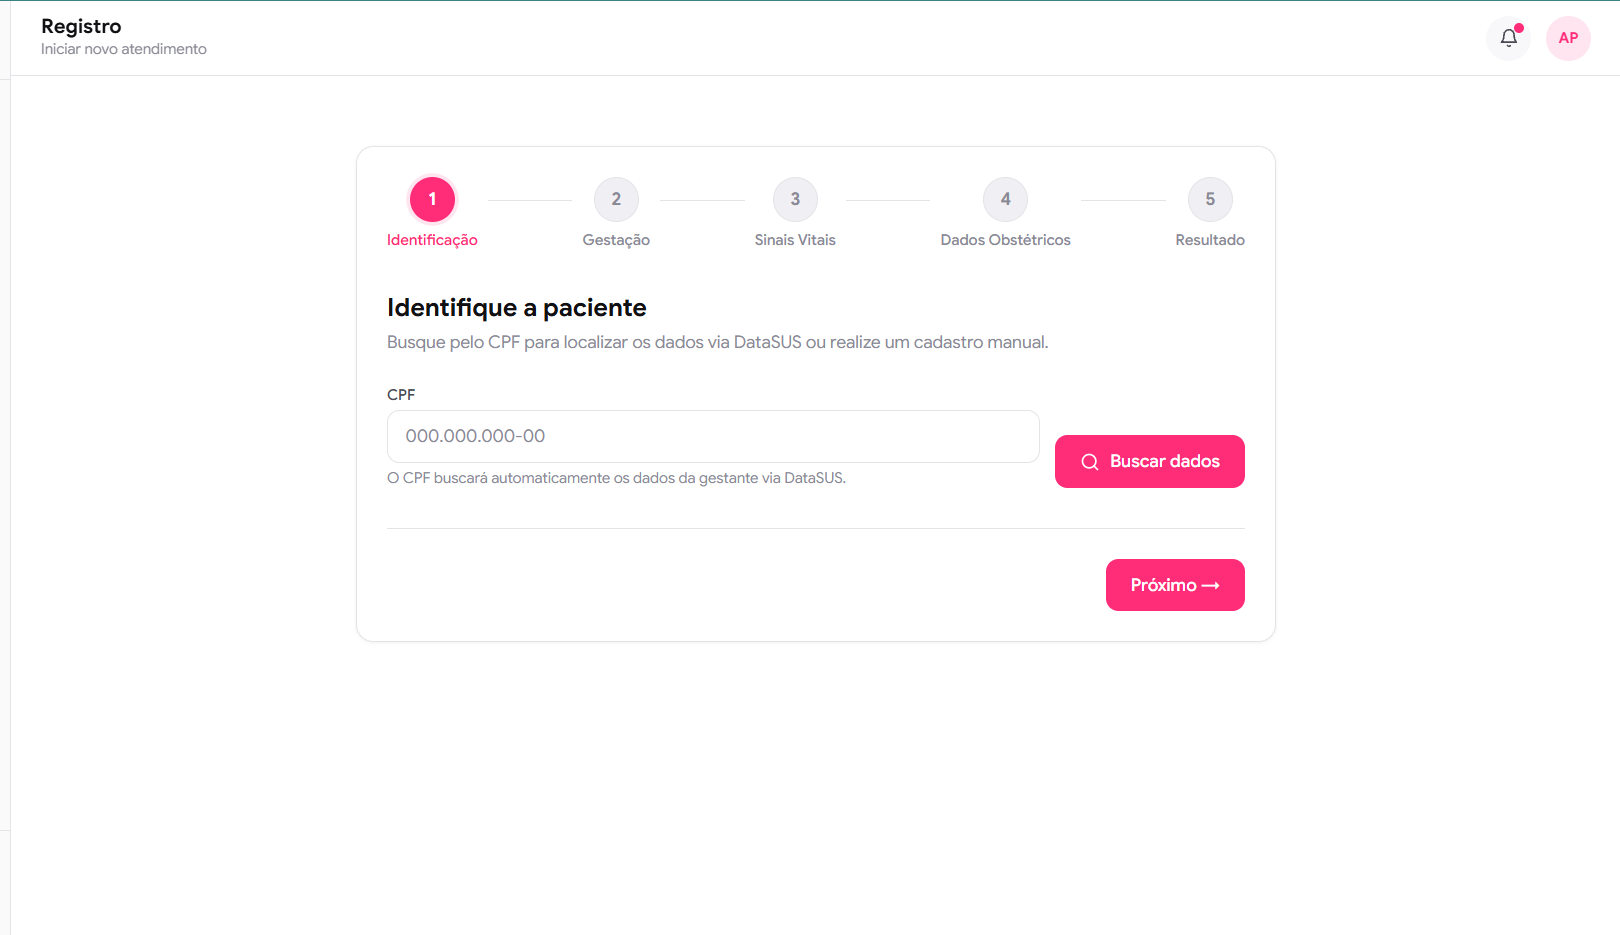 Registro
Iniciar novo atendimento
AP
1
2
3
4
5
Identificação
Gestação
Sinais Vitais
Dados Obstétricos
Resultado
Identifique a paciente
Busque pelo CPF para localizar os dados via DataSUS ou realize um cadastro manual.
CPF
000.000.000-00
Buscar dados
O CPF buscará automaticamente os dados da gestante via DataSUS.
Próximo →